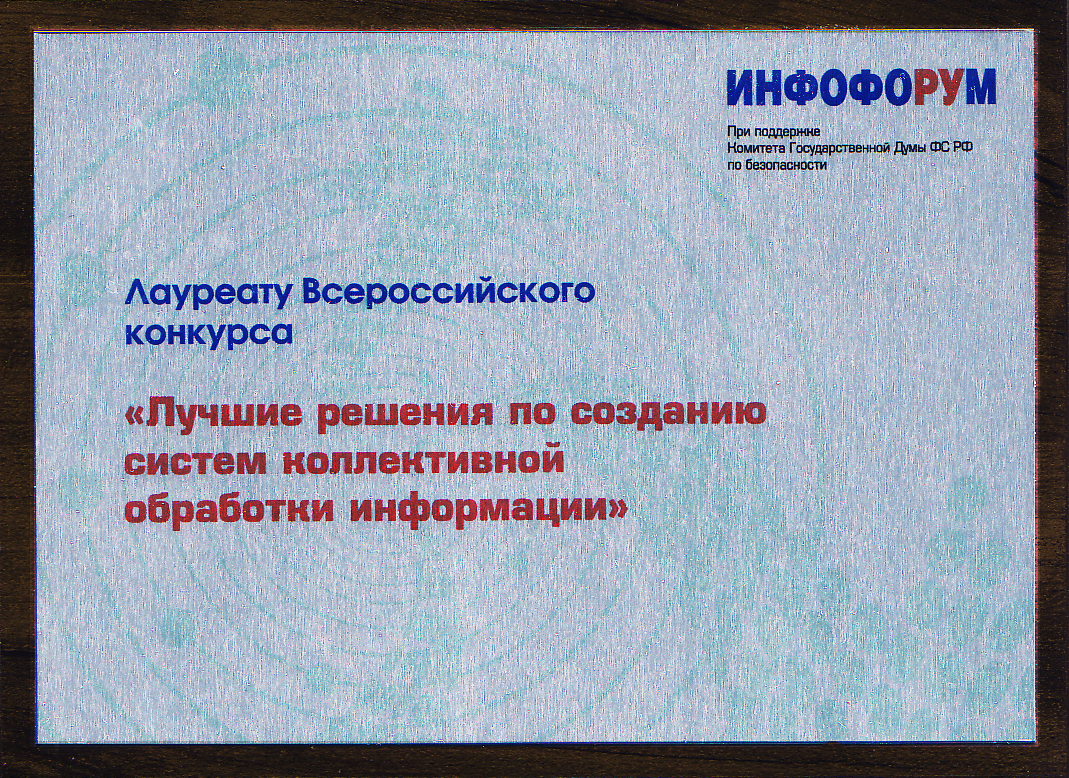 ИНФОФОРУМ
При поддержке
Комитета Государственной Думы ФС РФ
по безопасности
Лауреату Всероссийского
конкурса
«Лучшие решения по созданию
систем коллективной
обработки информации»